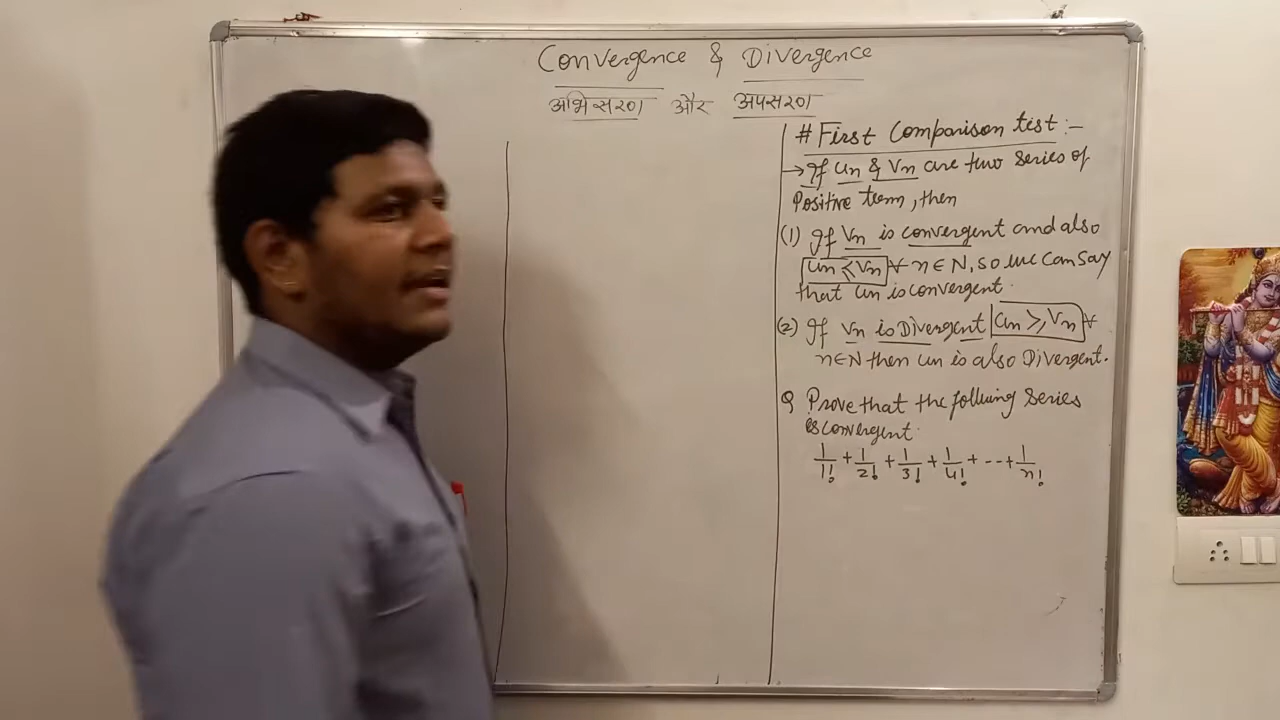 Convergence & Divergence
अभिसरण और अपसरण
# First Comparison test :-
→ If Un & Vn are two series of
Positive term, then
(1) If Vn is convergent and also
Un ≤ Vn ∀ n ∈ N, so we can say
that Un is convergent.
(2) If Vn is Divergent Un ≥ Vn ∀
n ∈ N then Un is also Divergent.
Q Prove that the follwing series
is convergent.
1/1! + 1/2! + 1/3! + 1/4! + --- + 1/n!